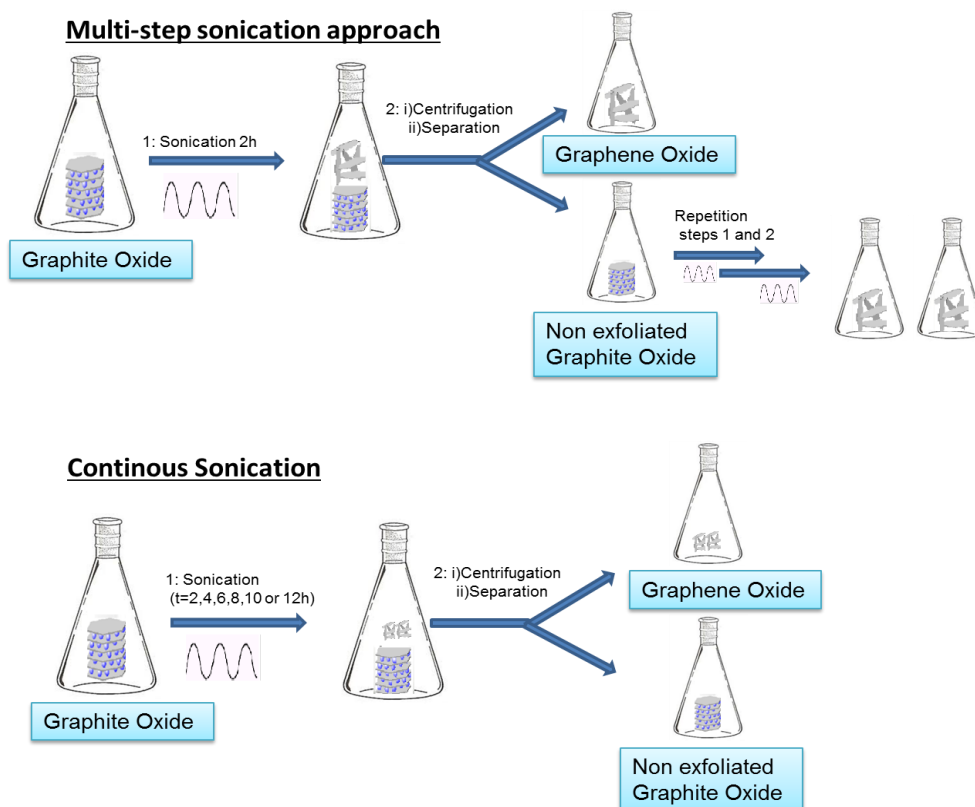 Multi-step sonication approach
1: Sonication 2h
2: i)Centrifugation
ii)Separation
Graphene Oxide
Graphite Oxide
Repetition
steps 1 and 2
Non exfoliated
Graphite Oxide
Continous Sonication
1: Sonication
(t=2,4,6,8,10 or 12h)
2: i)Centrifugation
ii)Separation
Graphene Oxide
Graphite Oxide
Non exfoliated
Graphite Oxide